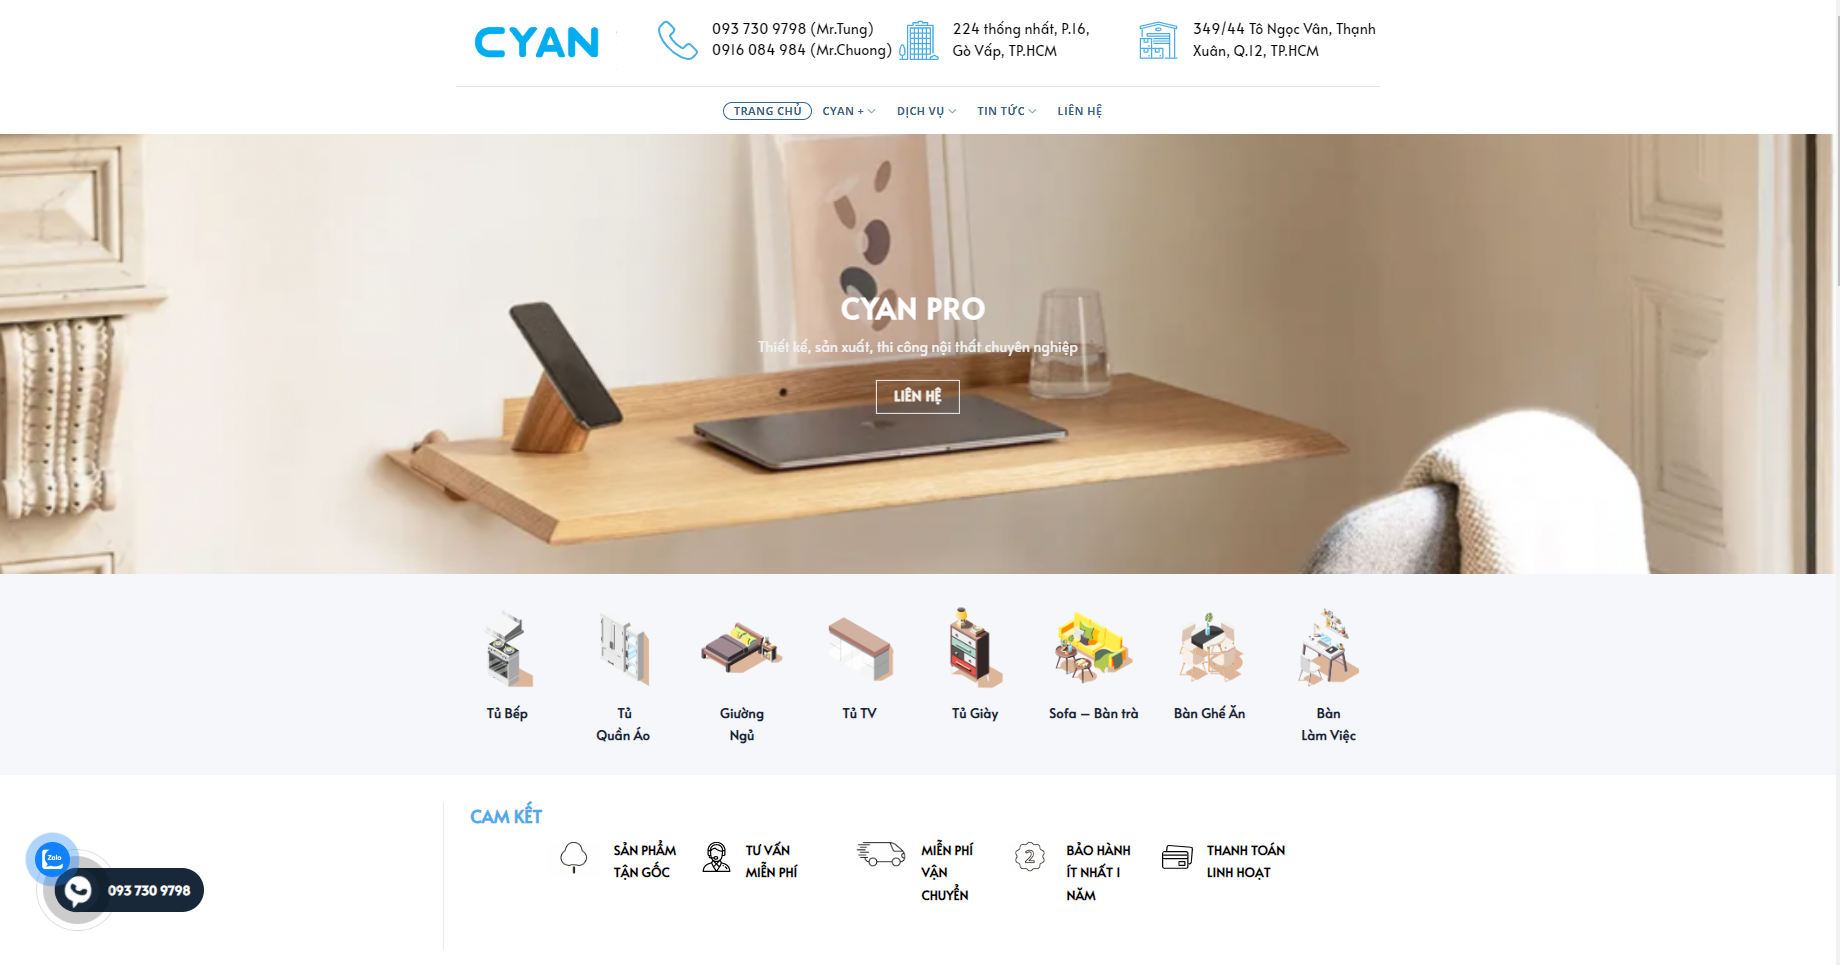 CYAN
093 730 9798 (Mr.Tung)
0916 084 984 (Mr.Chuong)
224 thống nhất, P.16,
Gò Vấp, TP.HCM
349/44 Tô Ngọc Vân, Thạnh
Xuân, Q.12, TP.HCM
TRANG CHỦ
CYAN +
DỊCH VỤ
TIN TỨC
LIÊN HỆ
CYAN PRO
Thiết kế, sản xuất, thi công nội thất chuyên nghiệp
LIÊN HỆ
Tủ Bếp
Tủ
Quần Áo
Giường
Ngủ
Tủ TV
Tủ Giày
Sofa – Bàn trà
Bàn Ghế Ăn
Bàn
Làm Việc
CAM KẾT
SẢN PHẨM
TẬN GỐC
TƯ VẤN
MIỄN PHÍ
MIỄN PHÍ
VẬN
CHUYỂN
2
BẢO HÀNH
ÍT NHẤT 1
NĂM
THANH TOÁN
LINH HOẠT
Zalo
093 730 9798